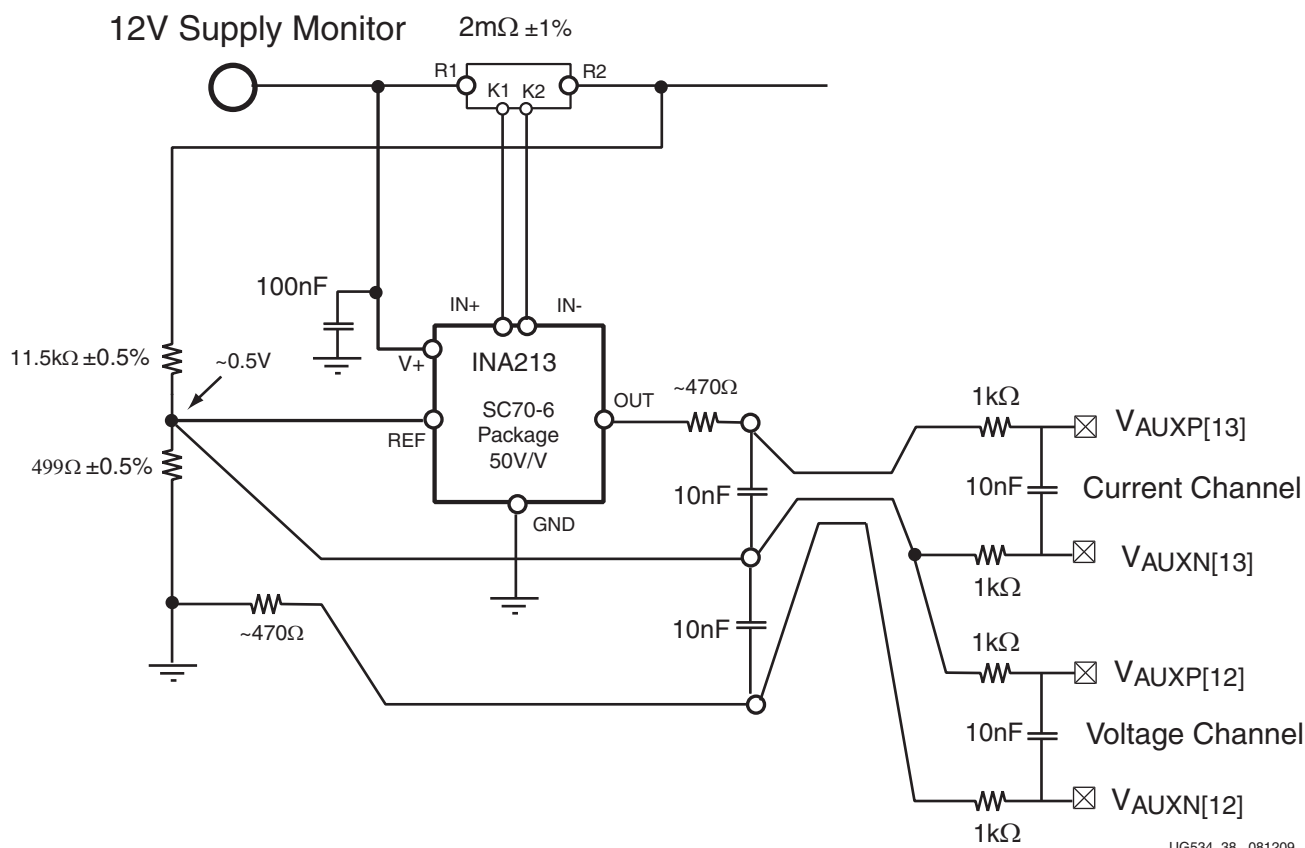 12V Supply Monitor
2mΩ ±1%
R1
R2
K1 K2
100nF
IN+
IN-
11.5kΩ ±0.5%
~0.5V
V+
INA213
~470Ω
1kΩ
OUT
VAUXP[13]
SC70-6
Package
50V/V
REF
499Ω ±0.5%
10nF
10nF
Current Channel
GND
VAUXN[13]
1kΩ
~470Ω
10nF
1kΩ
VAUXP[12]
10nF
Voltage Channel
VAUXN[12]
1kΩ
UG534_38_081209